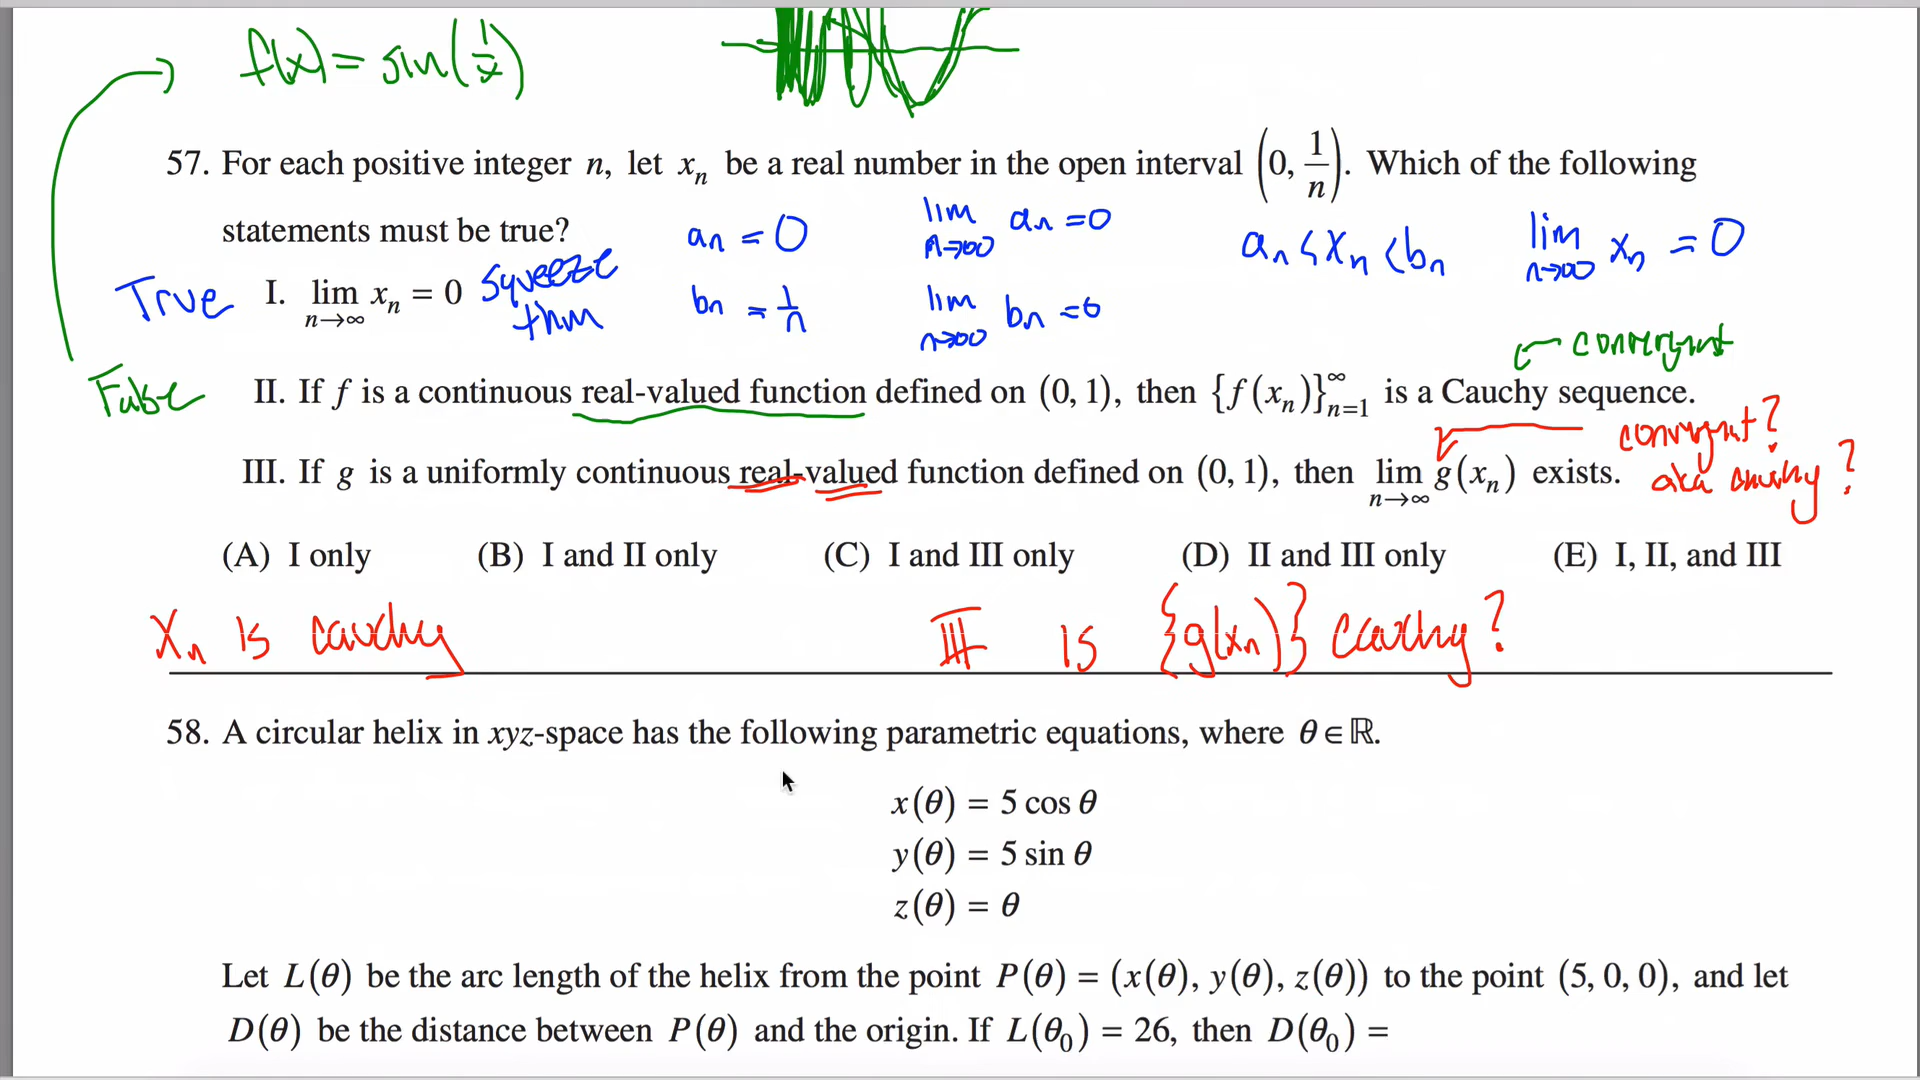 f(x) = sin(1/x)
57. For each positive integer n, let xₙ be a real number in the open interval (0, 1/n). Which of the following
statements must be true?
aₙ = 0
lim n→∞ aₙ = 0
aₙ < xₙ < bₙ
lim n→∞ xₙ = 0
True
I. lim n→∞ xₙ = 0
squeeze
thm
bₙ = 1/n
lim n→∞ bₙ = 0
convergent
False
II. If f is a continuous real-valued function defined on (0, 1), then {f(xₙ)}∞ n=1 is a Cauchy sequence.
convergent?
III. If g is a uniformly continuous real-valued function defined on (0, 1), then lim n→∞ g(xₙ) exists.
aka cauchy?
(A) I only (B) I and II only (C) I and III only (D) II and III only (E) I, II, and III
xₙ is cauchy
III is {g(xₙ)} cauchy?
58. A circular helix in xyz-space has the following parametric equations, where θ∈ℝ.
x(θ) = 5 cos θ
y(θ) = 5 sin θ
z(θ) = θ
Let L(θ) be the arc length of the helix from the point P(θ) = (x(θ), y(θ), z(θ)) to the point (5, 0, 0), and let
D(θ) be the distance between P(θ) and the origin. If L(θ₀) = 26, then D(θ₀) =